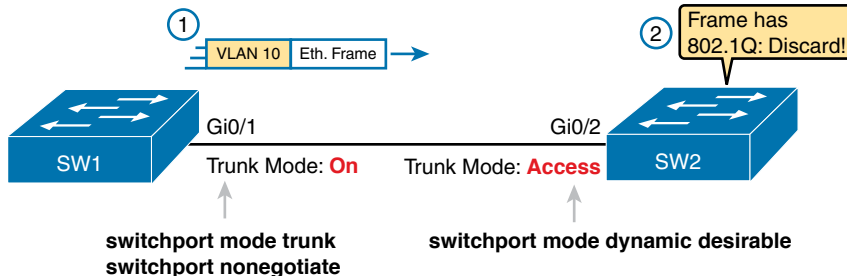 1
VLAN 10 Eth. Frame
2
Frame has
802.1Q: Discard!
Gi0/1
Gi0/2
SW1
SW2
Trunk Mode: On
Trunk Mode: Access
switchport mode trunk
switchport nonegotiate
switchport mode dynamic desirable